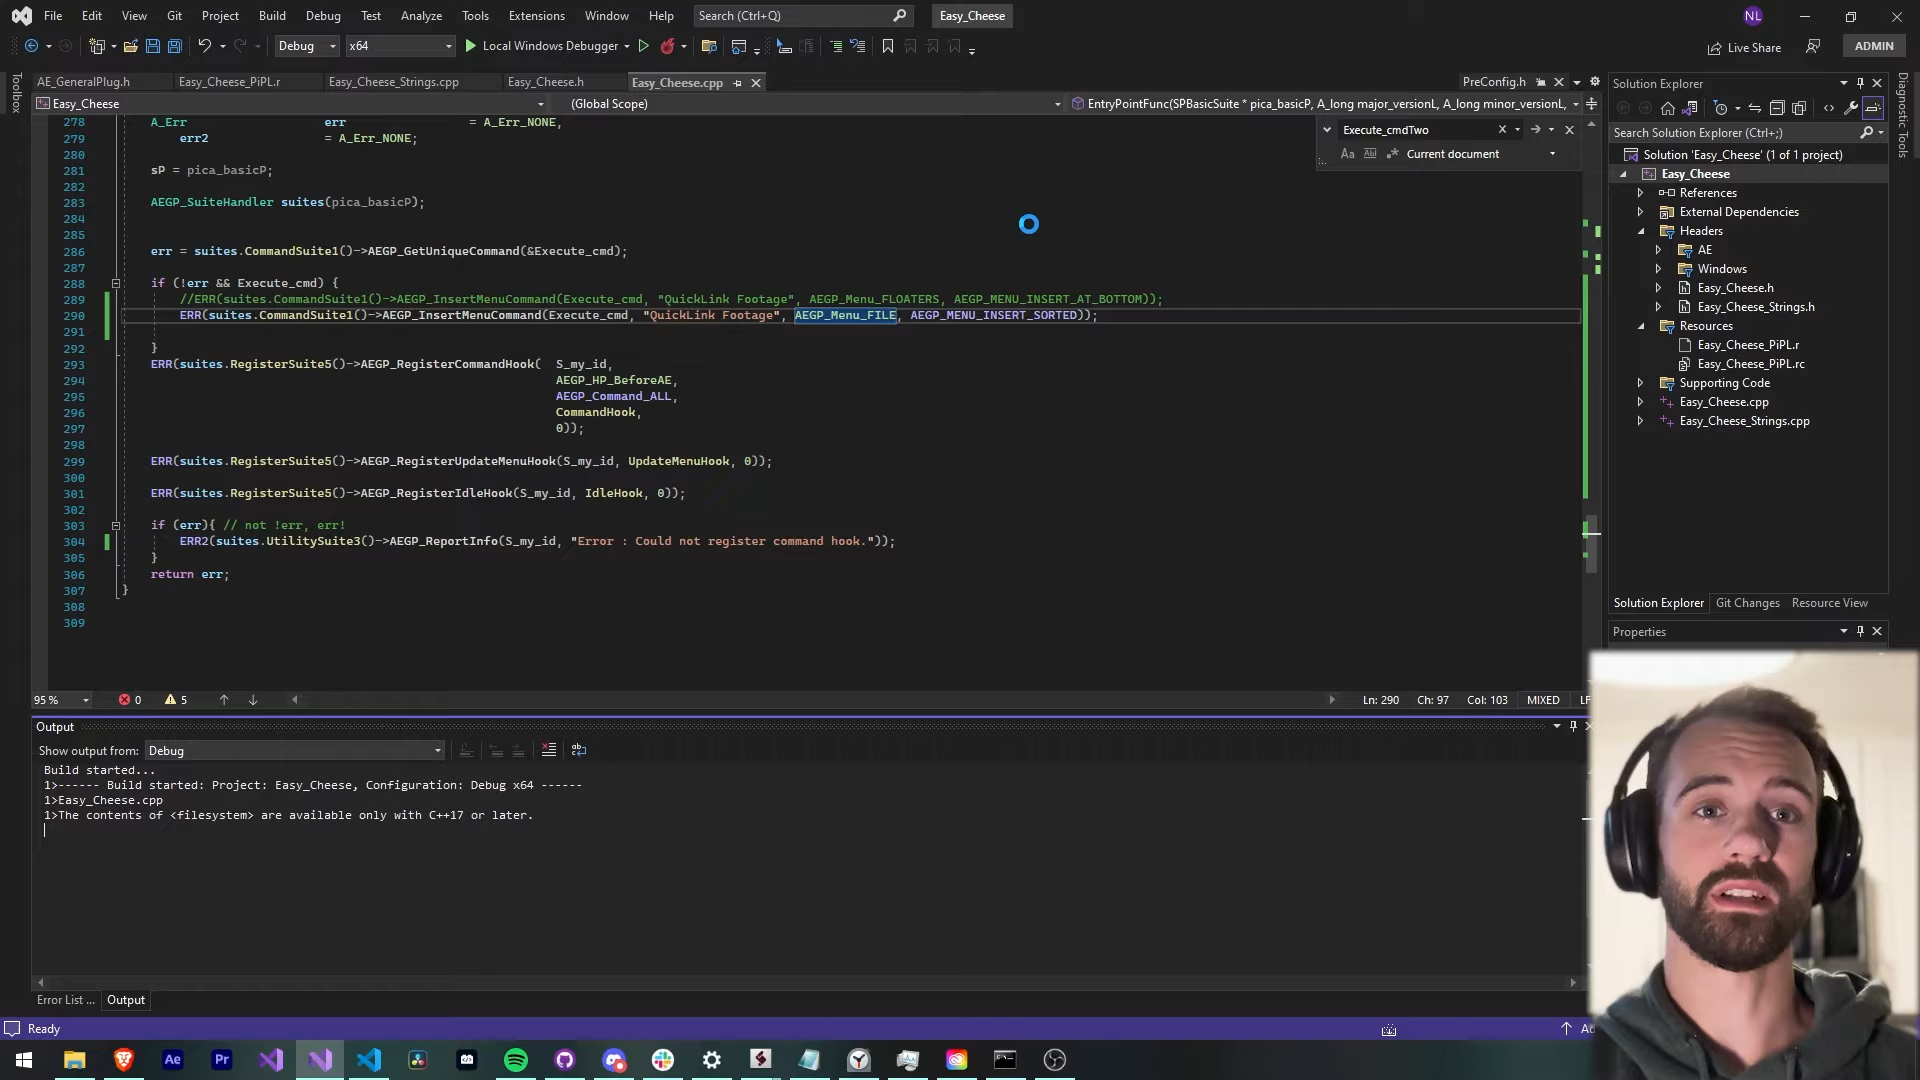 File Edit View Git Project Build Debug Test Analyze Tools Extensions Window Help Search (Ctrl+Q) Easy_Cheese NL
Debug x64 Local Windows Debugger Live Share ADMIN
Toolbox
AE_GeneralPlug.h Easy_Cheese_PiPL.r Easy_Cheese_Strings.cpp Easy_Cheese.h Easy_Cheese.cpp PreConfig.h
Easy_Cheese (Global Scope) EntryPointFunc(SPBasicSuite * pica_basicP, A_long major_versionL, A_long minor_versionL,
Execute_cmdTwo
Aa Ab Current document
278 A_Err err = A_Err_NONE,
279 err2 = A_Err_NONE;
280
281 sP = pica_basicP;
282
283 AEGP_SuiteHandler suites(pica_basicP);
284
285
286 err = suites.CommandSuite1()->AEGP_GetUniqueCommand(&Execute_cmd);
287
288 if (!err && Execute_cmd) {
289 //ERR(suites.CommandSuite1()->AEGP_InsertMenuCommand(Execute_cmd, "QuickLink Footage", AEGP_Menu_FLOATERS, AEGP_MENU_INSERT_AT_BOTTOM));
290 ERR(suites.CommandSuite1()->AEGP_InsertMenuCommand(Execute_cmd, "QuickLink Footage", AEGP_Menu_FILE, AEGP_MENU_INSERT_SORTED));
291
292 }
293 ERR(suites.RegisterSuite5()->AEGP_RegisterCommandHook( S_my_id,
294 AEGP_HP_BeforeAE,
295 AEGP_Command_ALL,
296 CommandHook,
297 0));
298
299 ERR(suites.RegisterSuite5()->AEGP_RegisterUpdateMenuHook(S_my_id, UpdateMenuHook, 0));
300
301 ERR(suites.RegisterSuite5()->AEGP_RegisterIdleHook(S_my_id, IdleHook, 0));
302
303 if (err){ // not !err, err!
304 ERR2(suites.UtilitySuite3()->AEGP_ReportInfo(S_my_id, "Error : Could not register command hook."));
305 }
306 return err;
307 }
308
309
95 % 0 5 Ln: 290 Ch: 97 Col: 103 MIXED LF
Output
Show output from: Debug
Build started...
1>------ Build started: Project: Easy_Cheese, Configuration: Debug x64 ------
1>Easy_Cheese.cpp
1>The contents of <filesystem> are available only with C++17 or later.
Error List ... Output
Ready
Solution Explorer
Search Solution Explorer (Ctrl+;)
Solution 'Easy_Cheese' (1 of 1 project)
Easy_Cheese
References
External Dependencies
Headers
AE
Windows
Easy_Cheese.h
Easy_Cheese_Strings.h
Resources
Easy_Cheese_PiPL.r
Easy_Cheese_PiPL.rc
Supporting Code
Easy_Cheese.cpp
Easy_Cheese_Strings.cpp
Solution Explorer Git Changes Resource View
Properties
Diagnostic Tools
Ae Pr